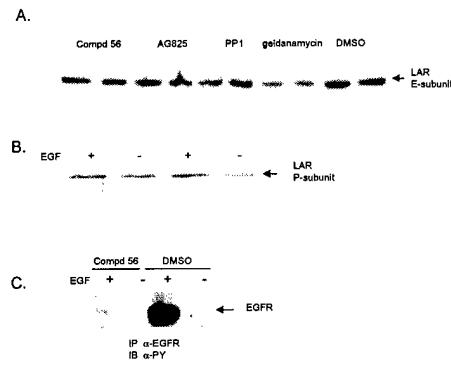 A.
Compd 56 AG825 PP1 geldanamycin DMSO
LAR
E-subunit
B.
EGF + - + -
LAR
P-subunit
C.
Compd 56 DMSO
EGF + - + -
EGFR
IP α-EGFR
IB α-PY